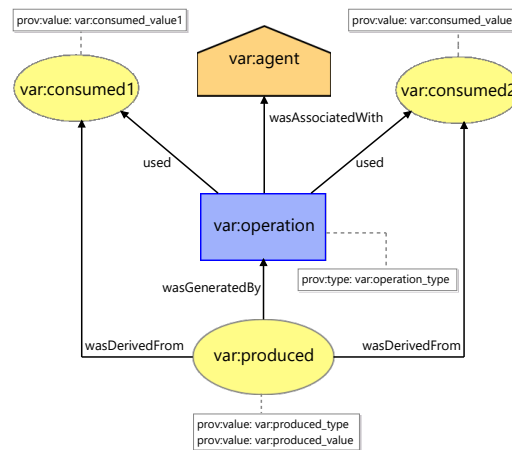 prov:value: var:consumed_value1
prov:value: var:consumed_value
var:agent
var:consumed1
var:consumed2
wasAssociatedWith
used
used
var:operation
prov:type: var:operation_type
wasGeneratedBy
wasDerivedFrom
var:produced
wasDerivedFrom
prov:value: var:produced_type
prov:value: var:produced_value